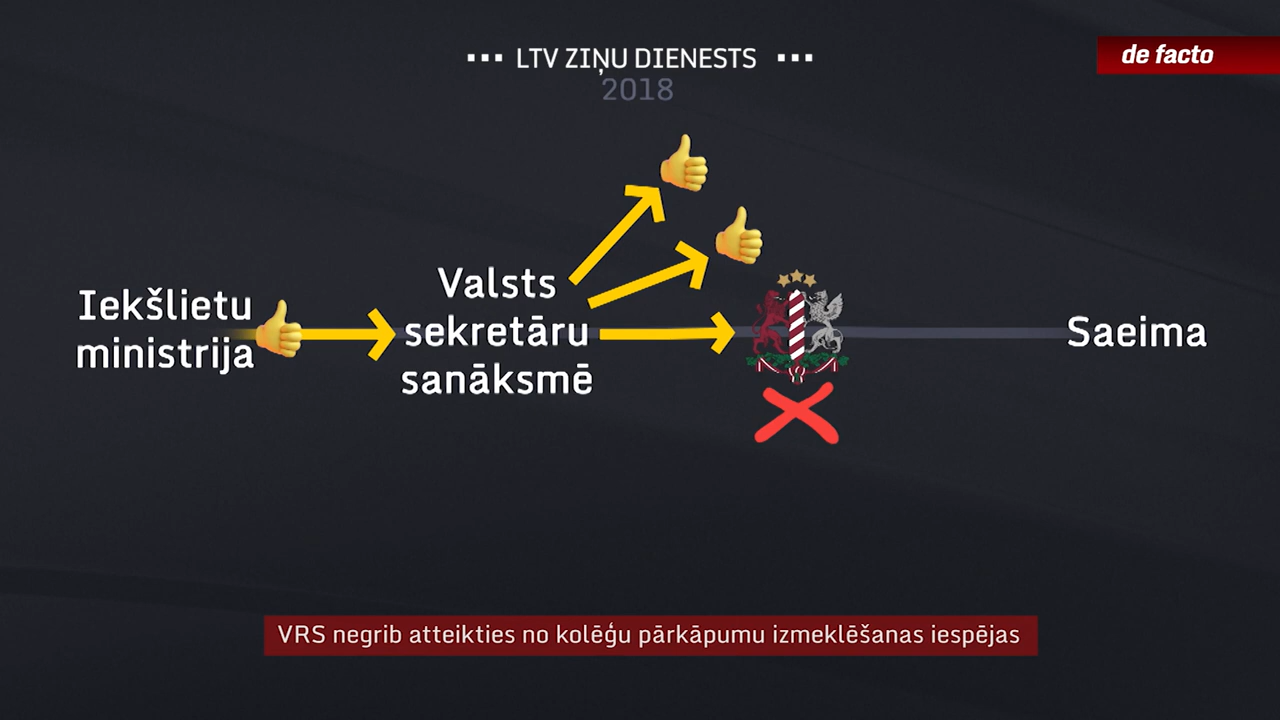 LTV ZIŅU DIENESTS
de facto
2018
Iekšlietu
ministrija
Valsts
sekretāru
sanāksmē
Saeima
VRS negrib atteikties no kolēģu pārkāpumu izmeklēšanas iespējas